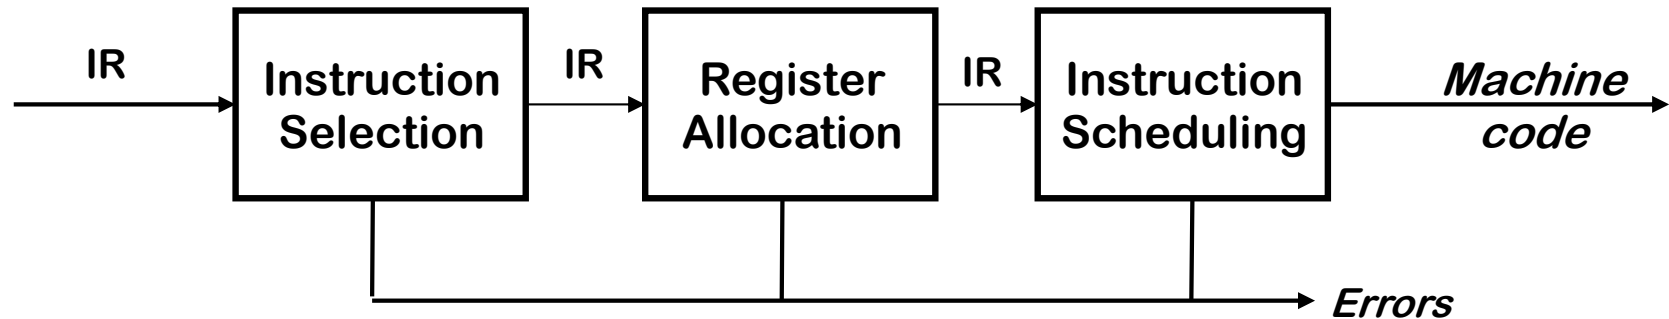 IR
Instruction
Selection
IR
Register
Allocation
IR
Instruction
Scheduling
Machine
code
Errors